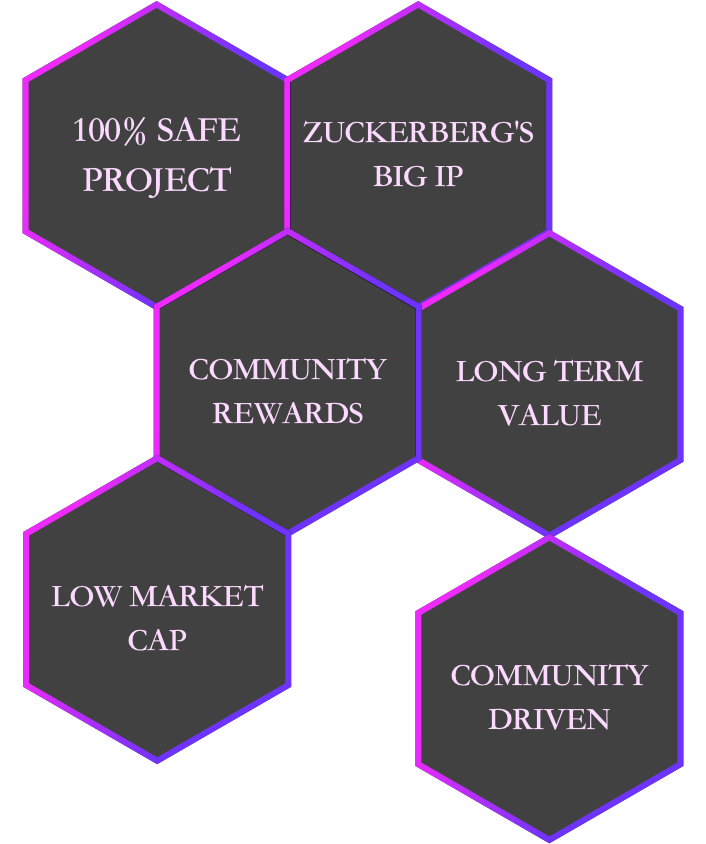 100% SAFE
PROJECT
ZUCKERBERG'S
BIG IP
COMMUNITY
REWARDS
LONG TERM
VALUE
LOW MARKET
CAP
COMMUNITY
DRIVEN